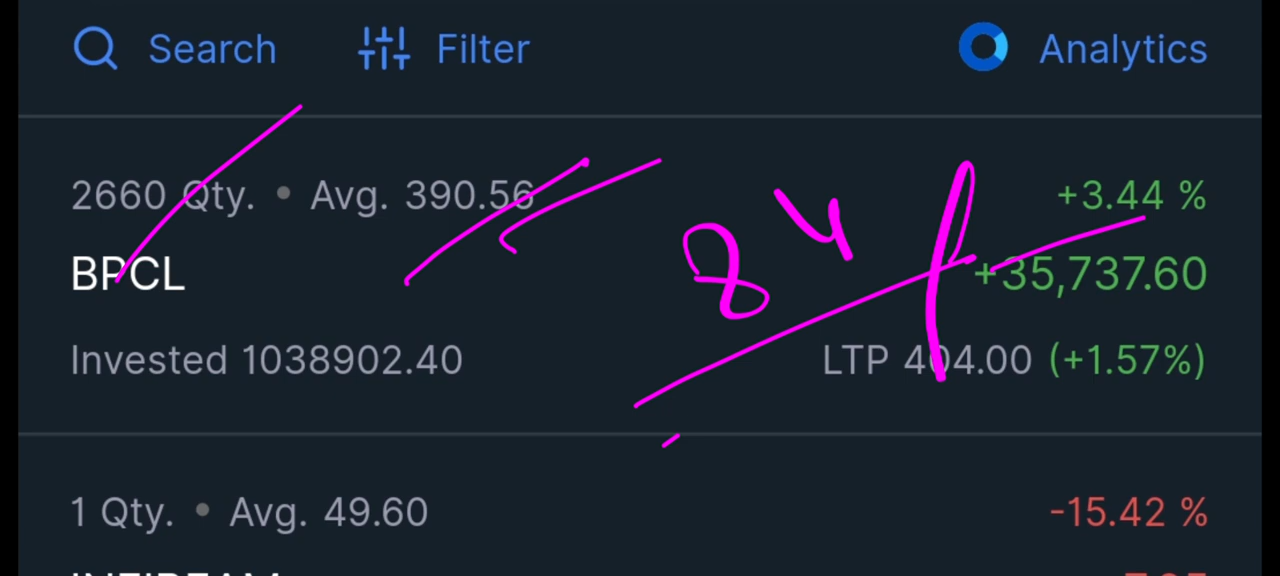 Search Filter Analytics
2660 Qty. • Avg. 390.56 +3.44 %
BPCL +35,737.60
Invested 1038902.40 LTP 404.00 (+1.57%)
1 Qty. • Avg. 49.60 -15.42 %